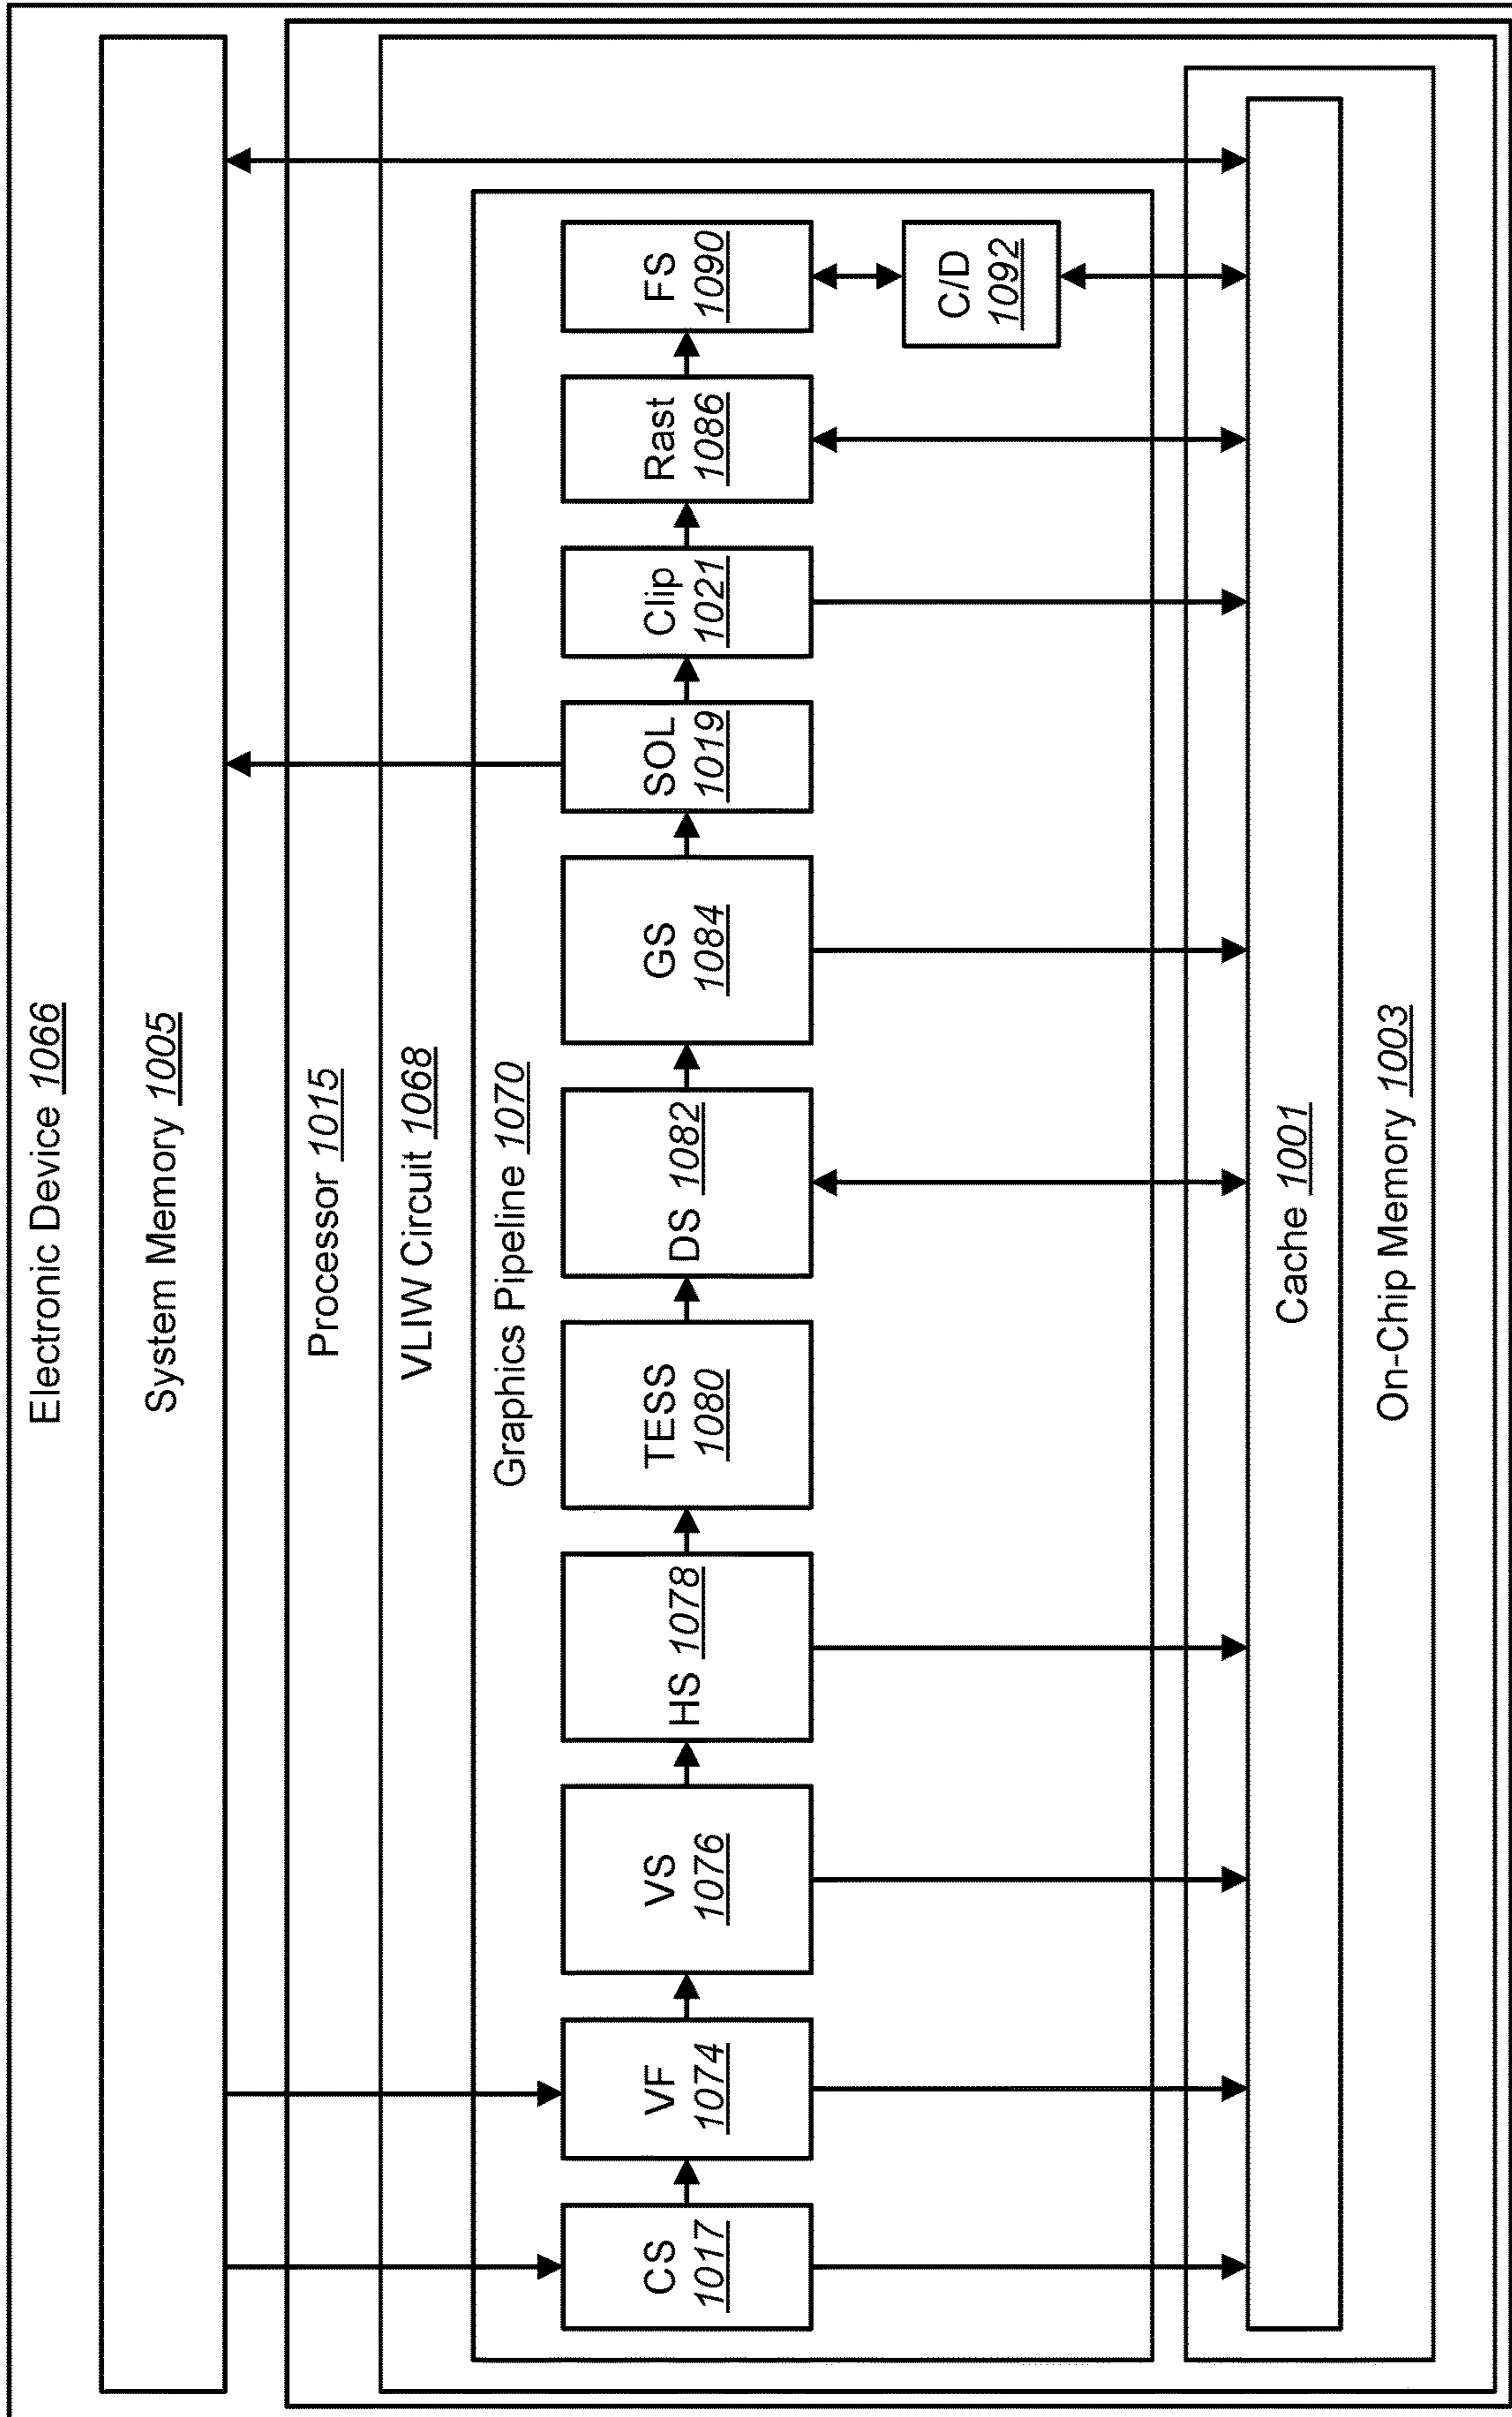 Electronic Device 1066
System Memory 1005
Processor 1015
VLIW Circuit 1068
Graphics Pipeline 1070
CS
1017
VF
1074
VS
1076
HS 1078
TESS
1080
DS 1082
GS
1084
SOL
1019
Clip
1021
Rast
1086
FS
1090
C/D
1092
Cache 1001
On-Chip Memory 1003